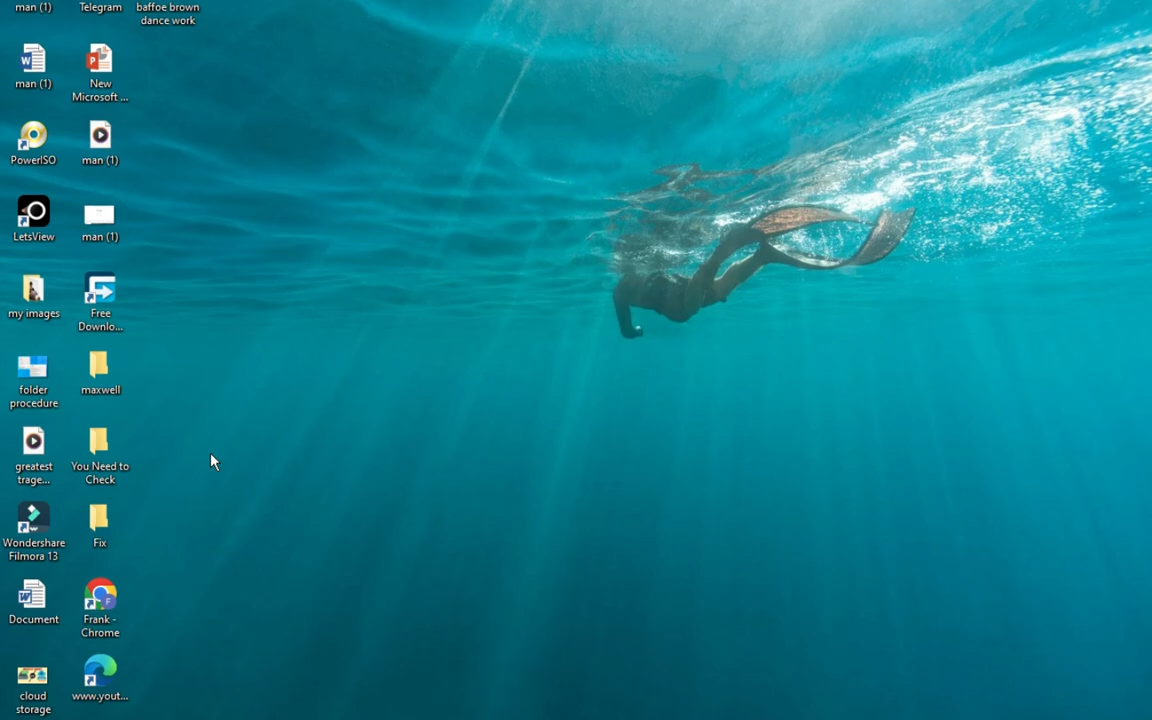 man (1)
Telegram
baffoe brown
dance work
man (1)
New
Microsoft ...
PowerISO
man (1)
LetsView
man (1)
my images
Free
Downlo...
folder
procedure
maxwell
greatest
trage...
You Need to
Check
Wondershare
Filmora 13
Fix
Document
Frank -
Chrome
cloud
storage
www.yout...